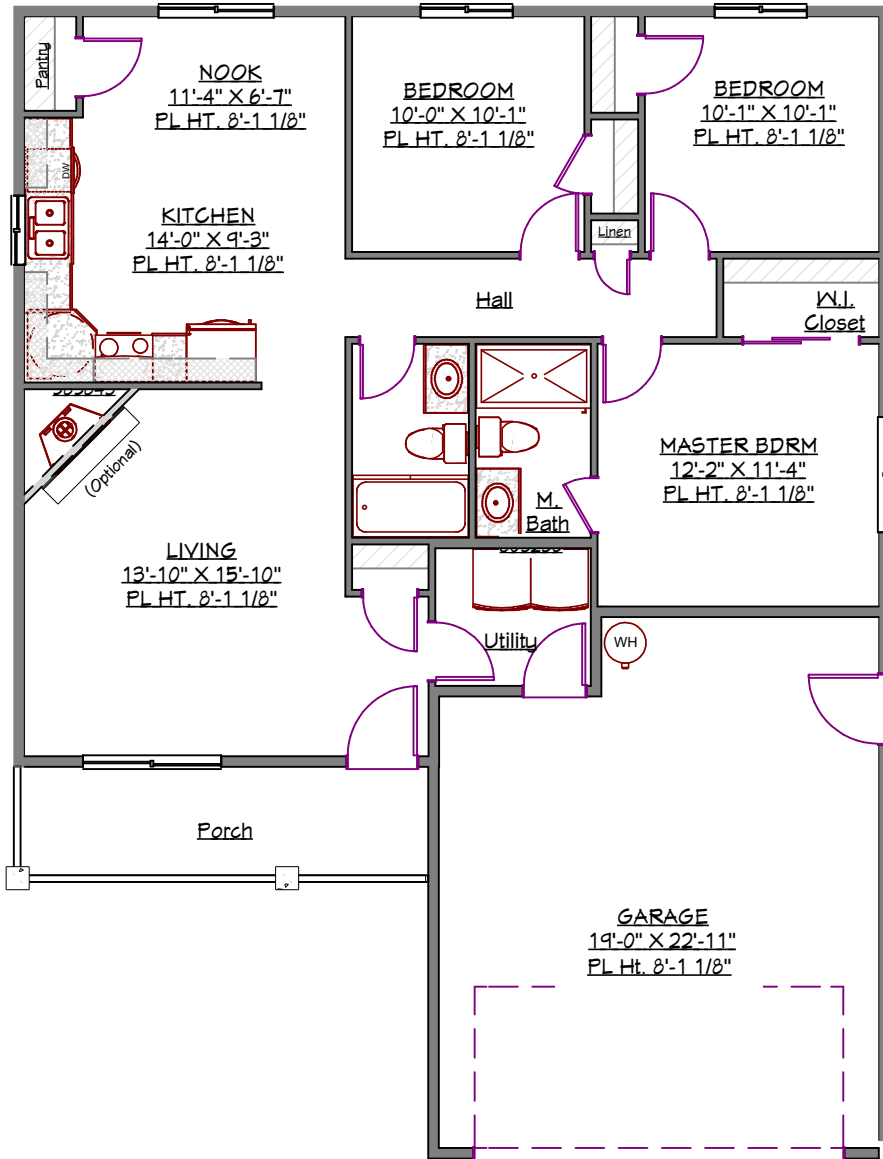 Pantry
NOOK
11'-4" X 6'-7"
PL HT. 8'-1 1/8"
BEDROOM
10'-0" X 10'-1"
PL HT. 8'-1 1/8"
BEDROOM
10'-1" X 10'-1"
PL HT. 8'-1 1/8"
DW
KITCHEN
14'-0" X 9'-3"
PL HT. 8'-1 1/8"
Linen
Hall
W.I.
Closet
(Optional)
MASTER BDRM
12'-2" X 11'-4"
PL HT. 8'-1 1/8"
M.
Bath
LIVING
13'-10" X 15'-10"
PL HT. 8'-1 1/8"
Utility
WH
Porch
GARAGE
19'-0" X 22'-11"
PL Ht. 8'-1 1/8"